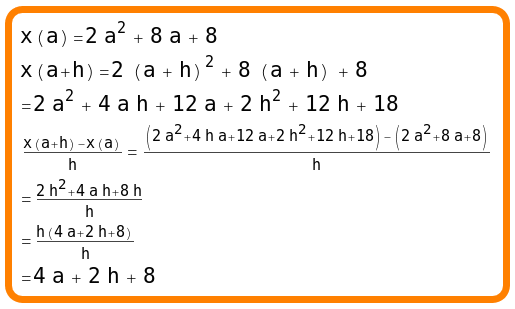 x(a)=2a²+8a+8
x(a+h)=2(a+h)²+8(a+h)+8
=2a²+4ah+12a+2h²+12h+18
(x(a+h)-x(a))/h=((2a²+4ha+12a+2h²+12h+18)-(2a²+8a+8))/h
=(2h²+4ah+8h)/h
=(h(4a+2h+8))/h
=4a+2h+8